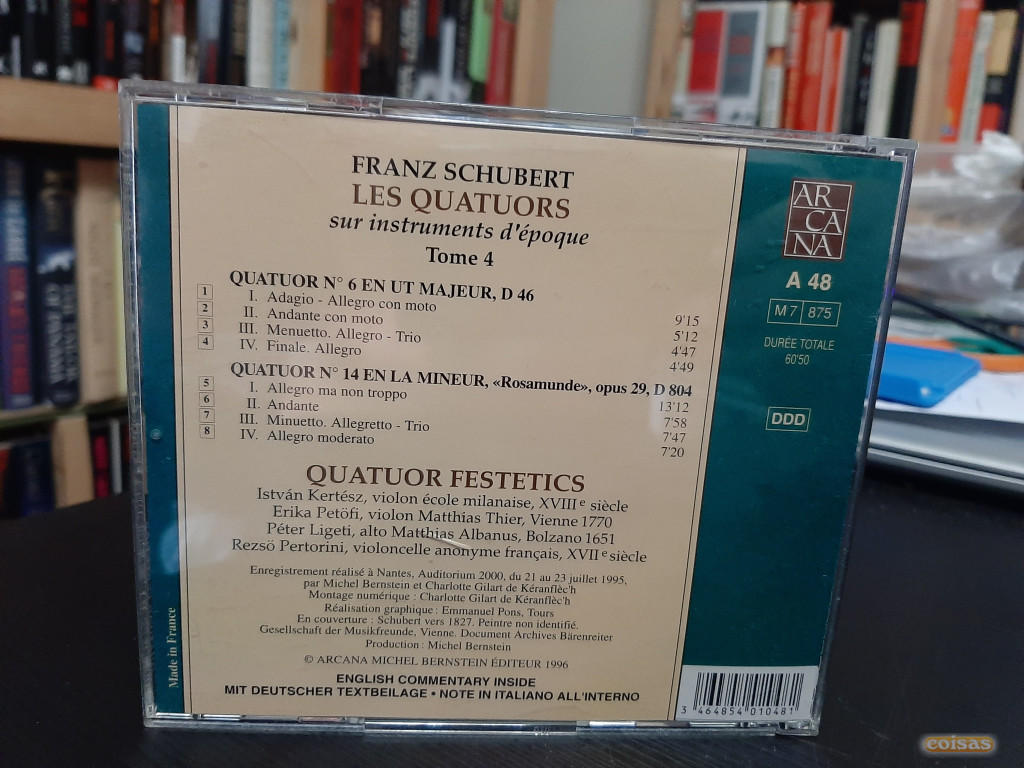 FRANZ SCHUBERT
LES QUATUORS
sur instruments d'époque
Tome 4
QUATUOR N° 6 EN UT MAJEUR, D 46
1 I. Adagio - Allegro con moto 9'15
2 II. Andante con moto 5'12
3 III. Menuetto. Allegro - Trio 4'47
4 IV. Finale. Allegro 4'49
QUATUOR N° 14 EN LA MINEUR, «Rosamunde», opus 29, D 804
5 I. Allegro ma non troppo 13'12
6 II. Andante 7'58
7 III. Minuetto. Allegretto - Trio 7'47
8 IV. Allegro moderato 7'20
QUATUOR FESTETICS
István Kertész, violon école milanaise, XVIIIe siècle
Erika Petöfi, violon Matthias Thier, Vienne 1770
Péter Ligeti, alto Matthias Albanus, Bolzano 1651
Rezsö Pertorini, violoncelle anonyme français, XVIIe siècle
Enregistrement réalisé à Nantes, Auditorium 2000, du 21 au 23 juillet 1995,
par Michel Bernstein et Charlotte Gilart de Kéranflèc'h
Montage numérique : Charlotte Gilart de Kéranflèc'h
Réalisation graphique : Emmanuel Pons, Tours
En couverture : Schubert vers 1827. Peintre non identifié.
Gesellschaft der Musikfreunde, Vienne. Document Archives Bärenreiter
Production : Michel Bernstein
© ARCANA MICHEL BERNSTEIN ÉDITEUR 1996
ENGLISH COMMENTARY INSIDE
MIT DEUTSCHER TEXTBEILAGE • NOTE IN ITALIANO ALL'INTERNO
Made in France
AR
CA
NA
A 48
M7 875
DURÉE TOTALE
60'50
DDD
3 464854 010481
coisas